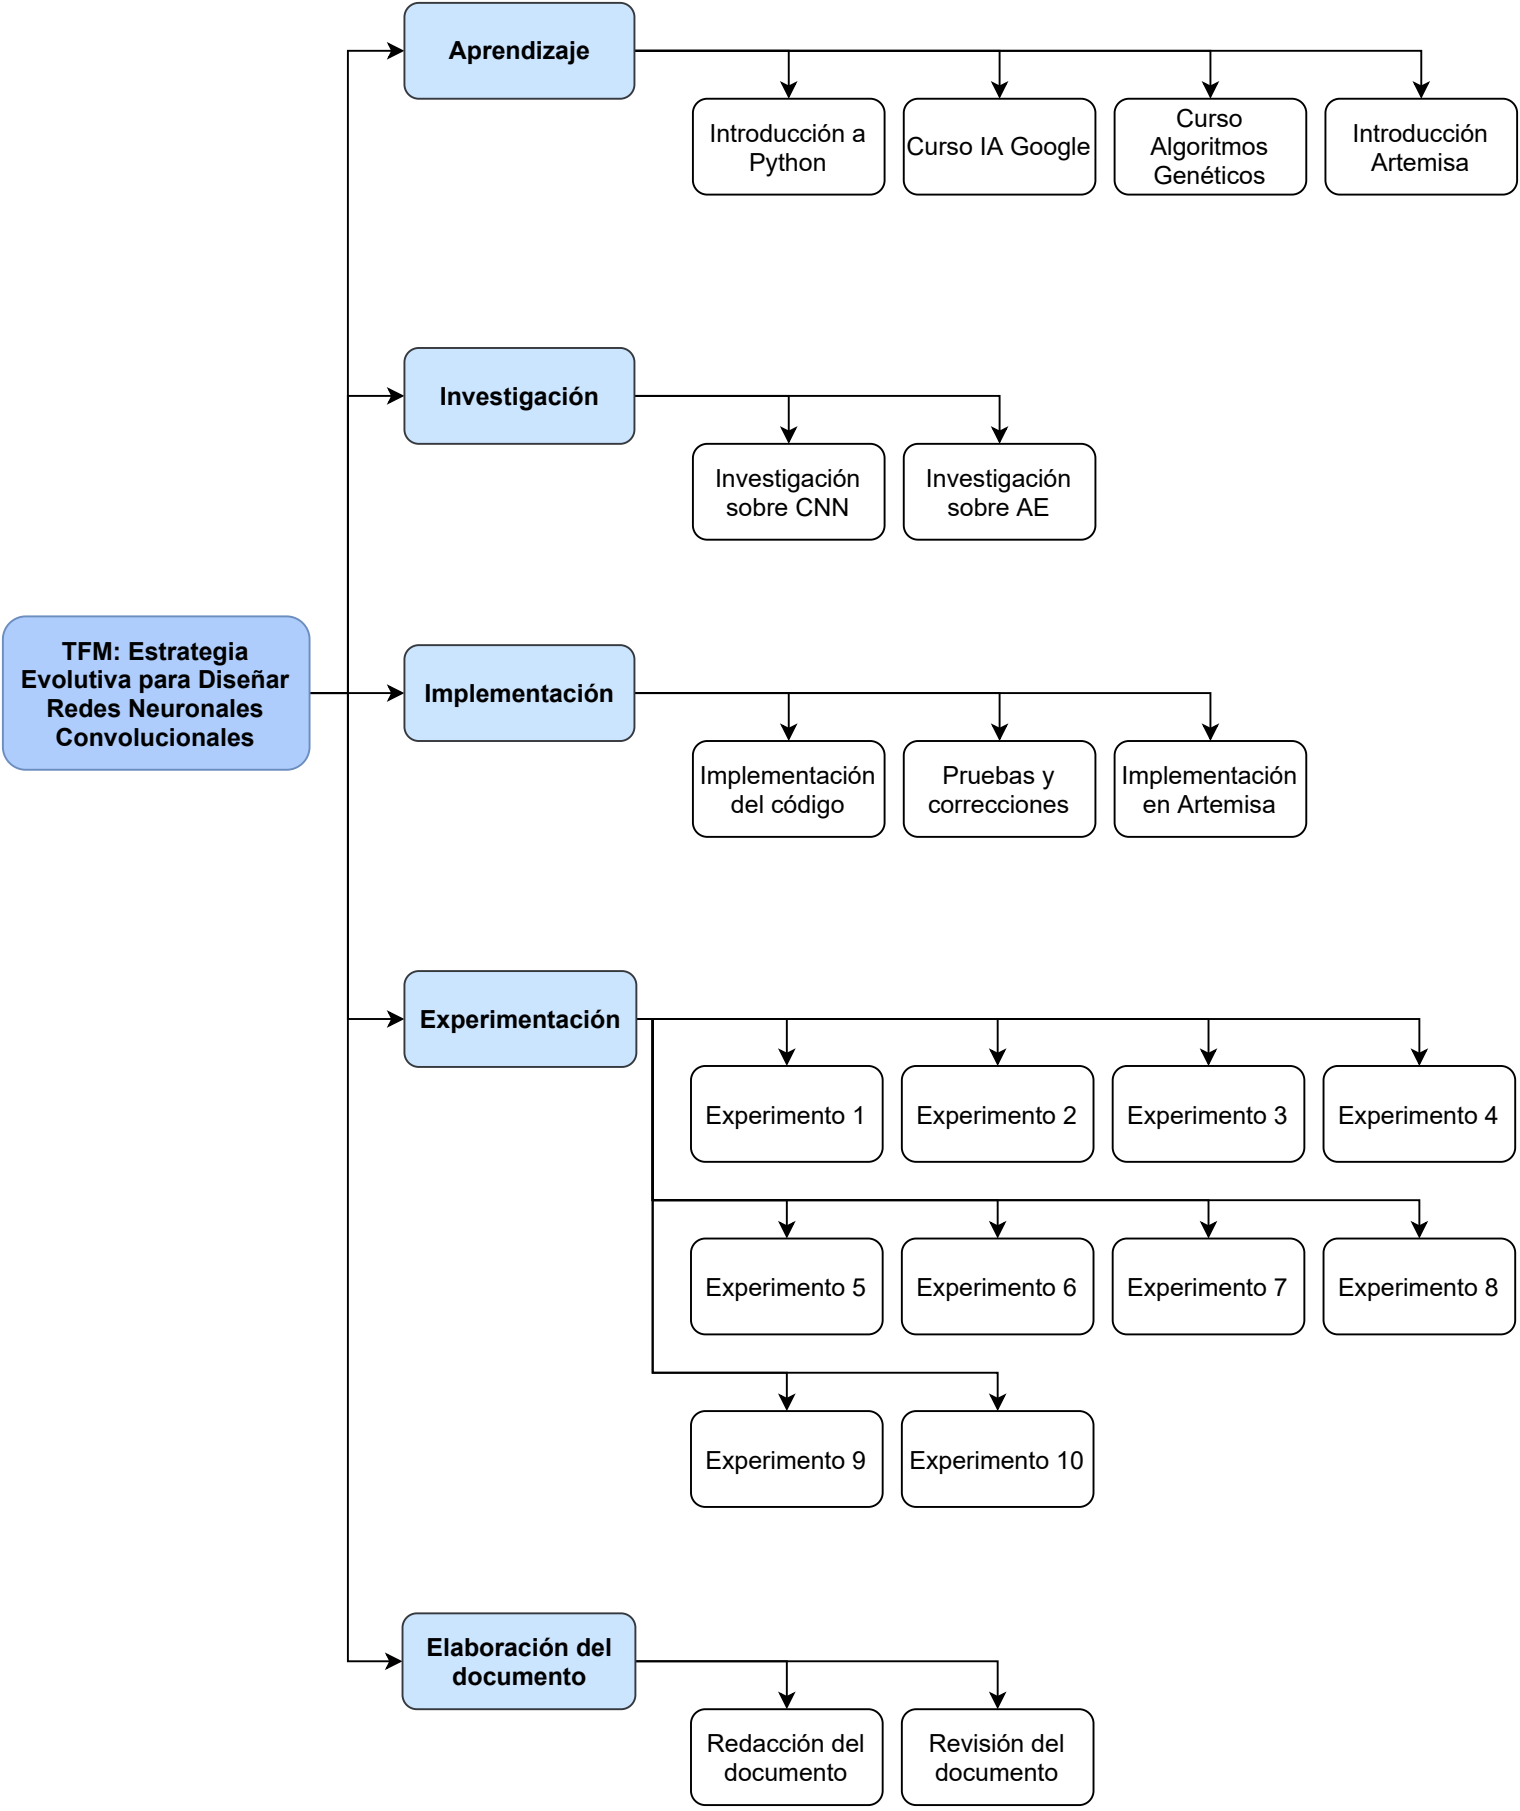 Aprendizaje
Introducción a
Python
Curso IA Google
Curso
Algoritmos
Genéticos
Introducción
Artemisa
Investigación
Investigación
sobre CNN
Investigación
sobre AE
TFM: Estrategia
Evolutiva para Diseñar
Redes Neuronales
Convolucionales
Implementación
Implementación
del código
Pruebas y
correcciones
Implementación
en Artemisa
Experimentación
Experimento 1
Experimento 2
Experimento 3
Experimento 4
Experimento 5
Experimento 6
Experimento 7
Experimento 8
Experimento 9
Experimento 10
Elaboración del
documento
Redacción del
documento
Revisión del
documento